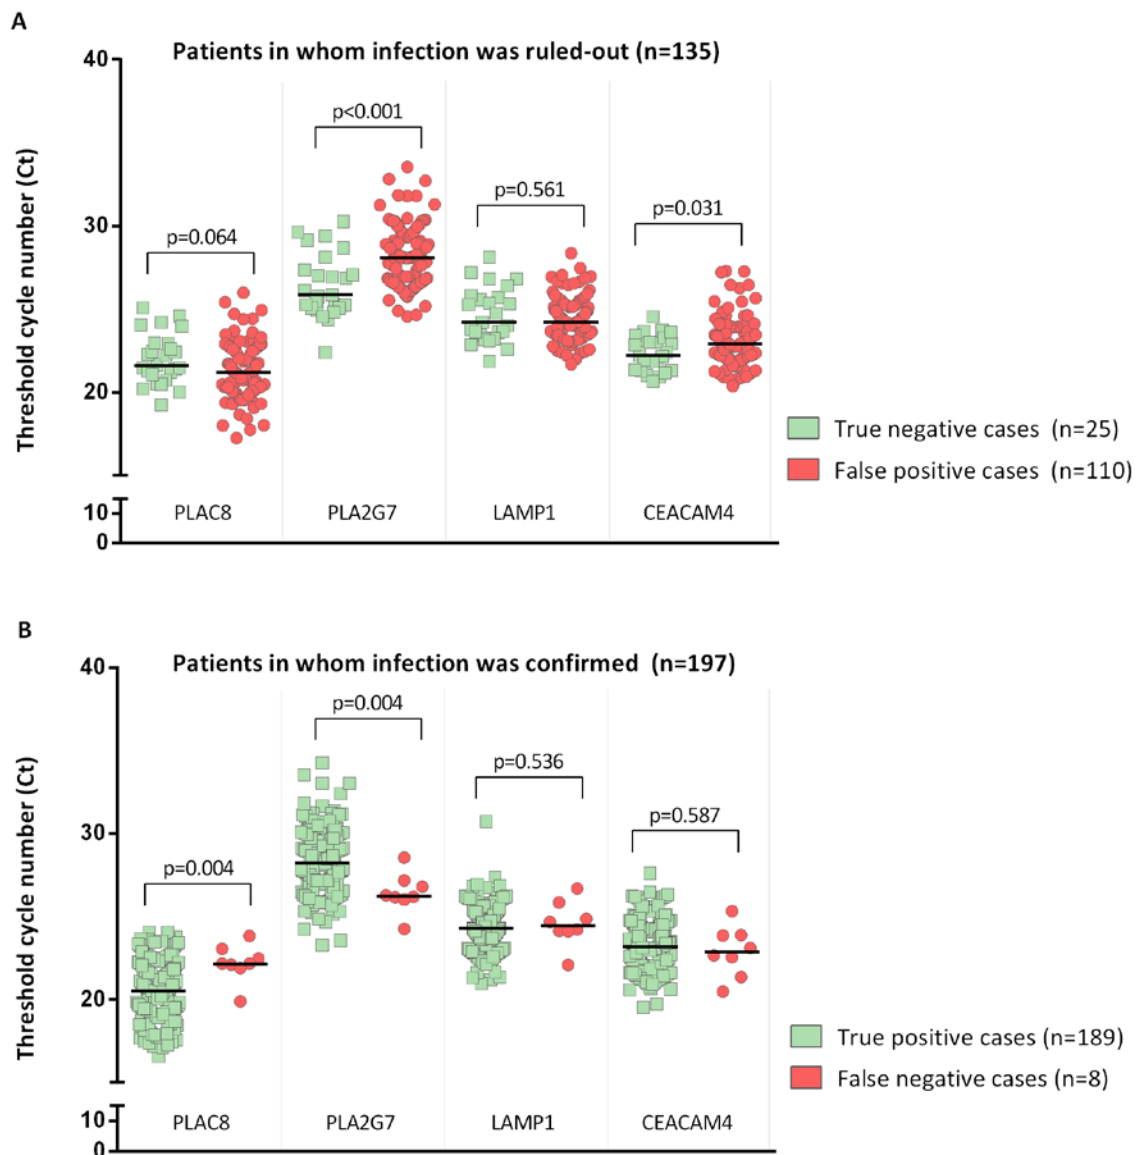 A
Patients in whom infection was ruled-out (n=135)
Threshold cycle number (Ct)
40
30
20
10
0
p=0.064
p<0.001
p=0.561
p=0.031
PLAC8
PLA2G7
LAMP1
CEACAM4
True negative cases (n=25)
False positive cases (n=110)
B
Patients in whom infection was confirmed (n=197)
Threshold cycle number (Ct)
40
30
20
10
0
p=0.004
p=0.004
p=0.536
p=0.587
PLAC8
PLA2G7
LAMP1
CEACAM4
True positive cases (n=189)
False negative cases (n=8)